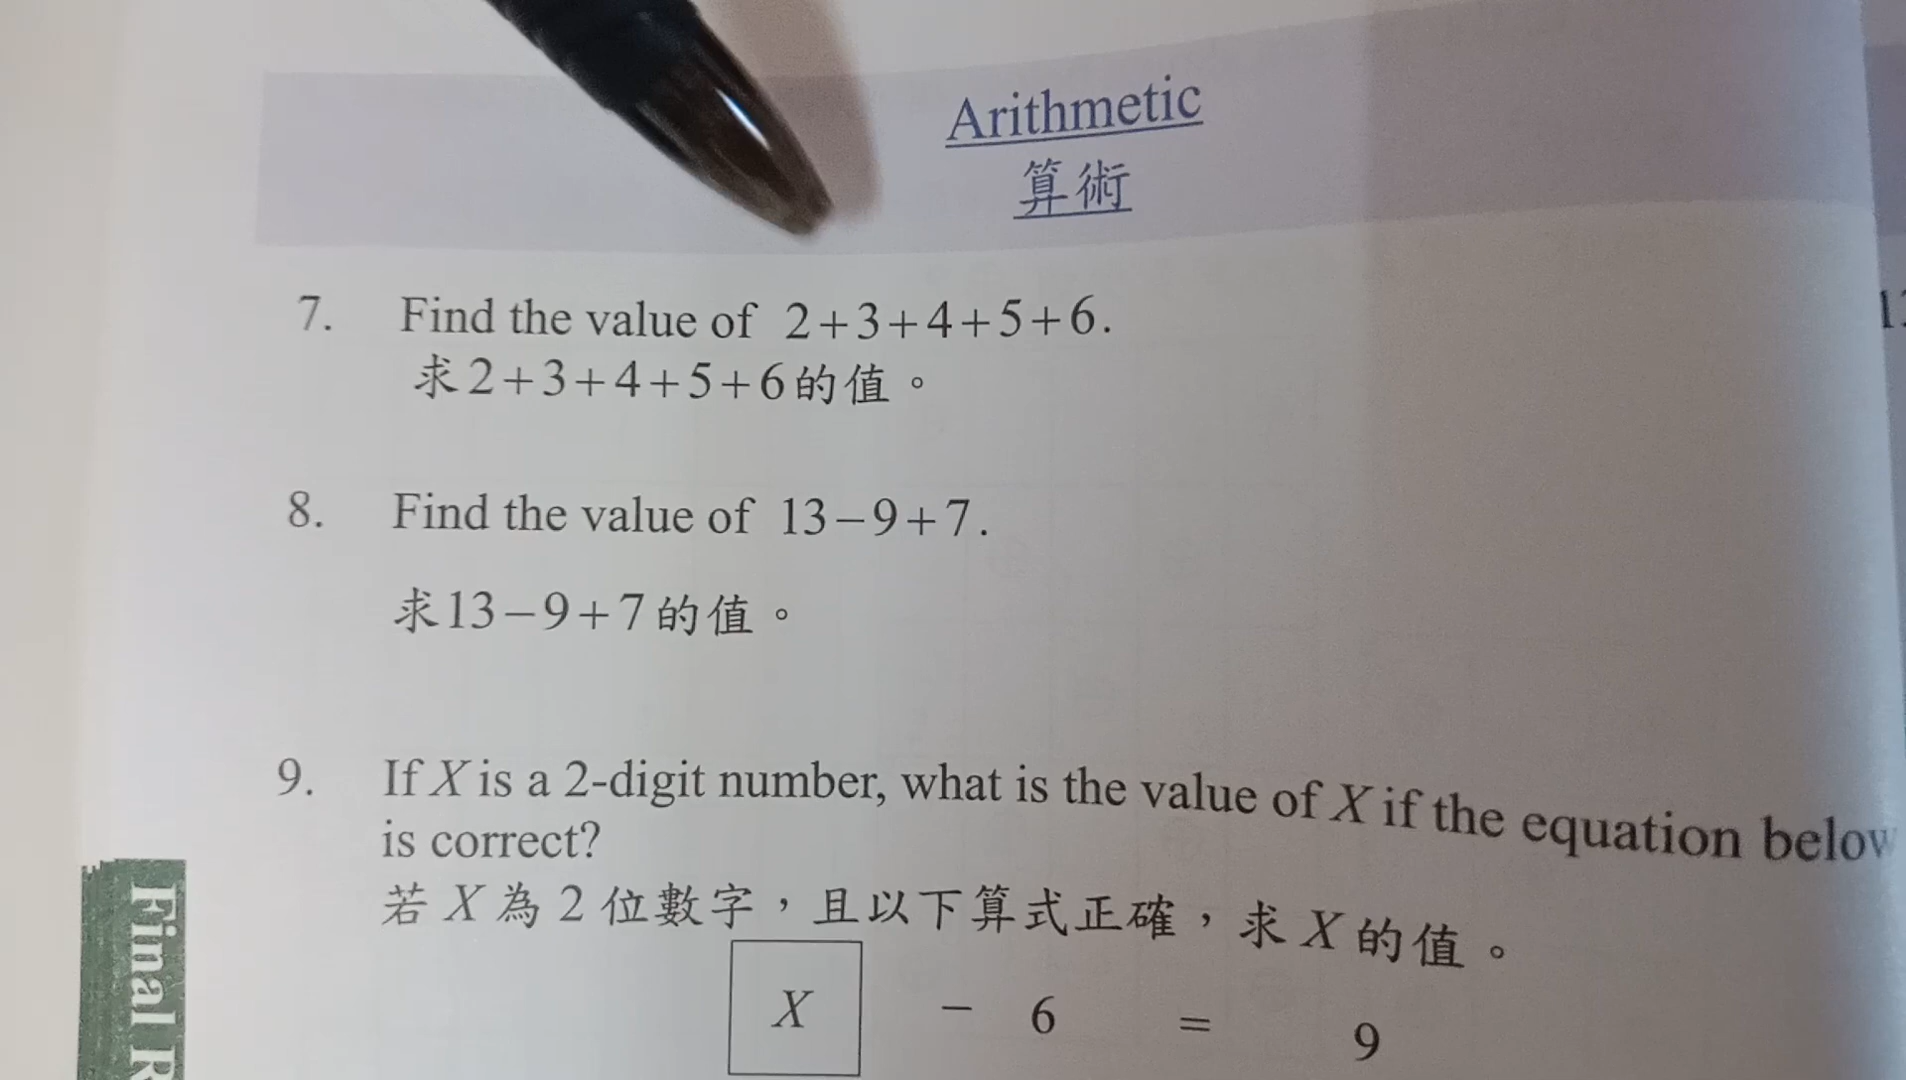 Arithmetic
算術
7. Find the value of 2+3+4+5+6.
求2+3+4+5+6的值。
8. Find the value of 13−9+7.
求13−9+7的值。
9. If X is a 2-digit number, what is the value of X if the equation below
is correct?
若 X 為 2 位數字，且以下算式正確，求 X 的值。
X − 6 = 9
Final